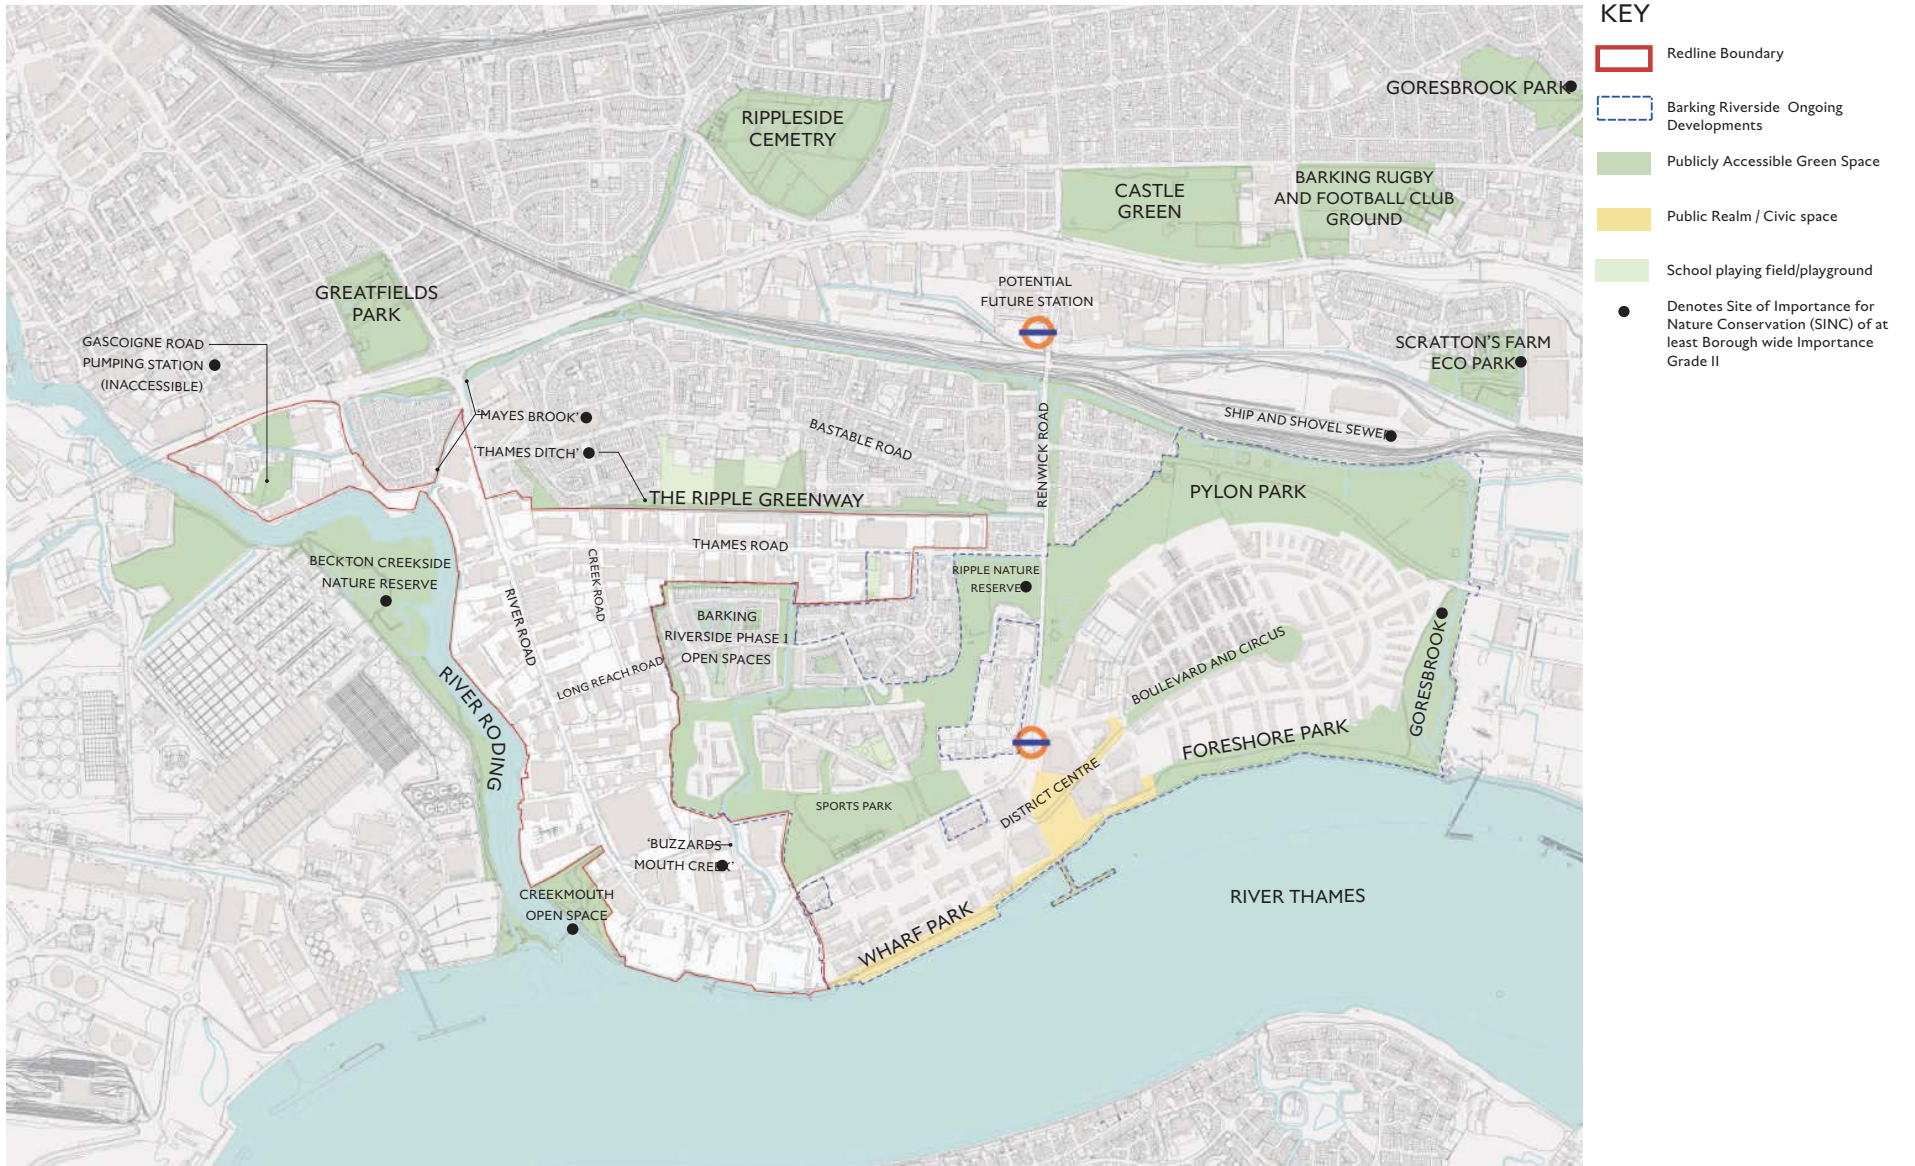 KEY
Redline Boundary
Barking Riverside Ongoing
Developments
Publicly Accessible Green Space
Public Realm / Civic space
School playing field/playground
Denotes Site of Importance for
Nature Conservation (SINC) of at
least Borough wide Importance
Grade II
GORESBROOK PARK
RIPPLESIDE
CEMETRY
CASTLE
GREEN
BARKING RUGBY
AND FOOTBALL CLUB
GROUND
GREATFIELDS
PARK
POTENTIAL
FUTURE STATION
GASCOIGNE ROAD
PUMPING STATION
(INACCESSIBLE)
SCRATTON'S FARM
ECO PARK
'MAYES BROOK'
'THAMES DITCH'
BASTABLE ROAD
RENWICK ROAD
SHIP AND SHOVEL SEWER
THE RIPPLE GREENWAY
PYLON PARK
THAMES ROAD
CREEK ROAD
RIVER ROAD
BECKTON CREEKSIDE
NATURE RESERVE
RIPPLE NATURE
RESERVE
BARKING
RIVERSIDE PHASE 1
OPEN SPACES
LONG REACH ROAD
RIVER RODING
BOULEVARD AND CIRCUS
GORESBROOK
FORESHORE PARK
DISTRICT CENTRE
SPORTS PARK
'BUZZARDS
MOUTH CREEK'
CREEKMOUTH
OPEN SPACE
WHARF PARK
RIVER THAMES